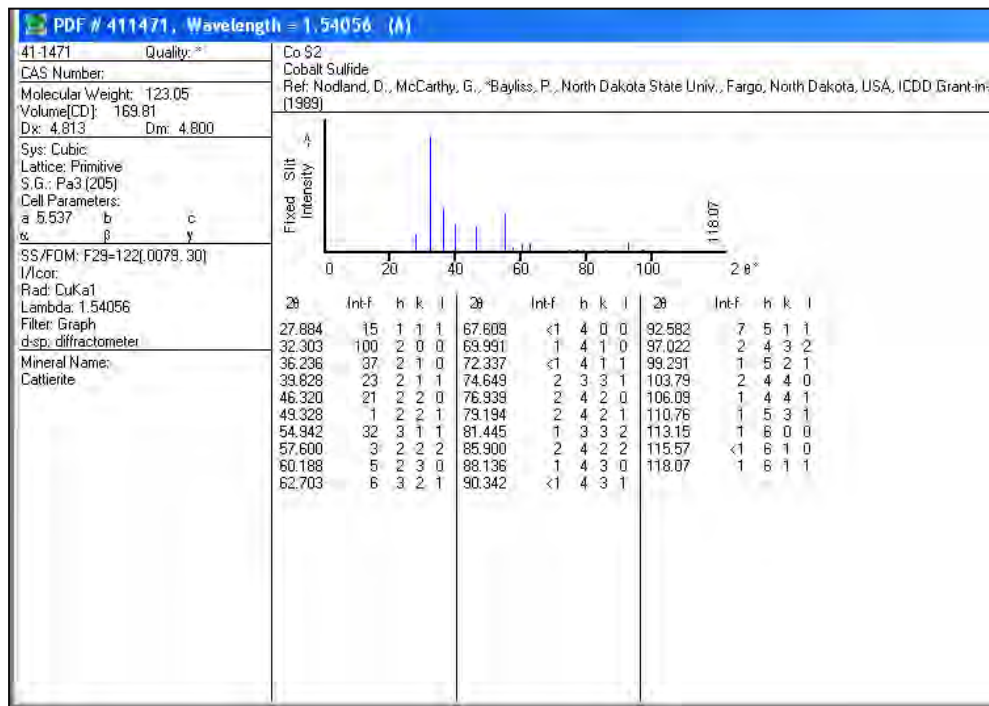 PDF # 411471, Wavelength = 1.54056 (A)
41-1471 Quality: *
CAS Number:
Molecular Weight: 123.05
Volume[CD]: 169.81
Dx: 4.813 Dm: 4.800
Sys: Cubic
Lattice: Primitive
S.G.: Pa3 (205)
Cell Parameters:
a 5.537 b c
α β γ
SS/FOM: F29=122(.0079, 30)
I/Icor:
Rad: CuKa1
Lambda: 1.54056
Filter: Graph
d-sp: diffractometer
Mineral Name:
Cattierite
Co S2
Cobalt Sulfide
Ref: Nodland, D., McCarthy, G., *Bayliss, P., North Dakota State Univ., Fargo, North Dakota, USA, ICDD Grant-in-
(1989)
Fixed Slit
Intensity
118.07
0 20 40 60 80 100 2 θ°
2θ Int-f h k l 2θ Int-f h k l 2θ Int-f h k l
27.884 15 1 1 1 67.609 <1 4 0 0 92.582 7 5 1 1
32.303 100 2 0 0 69.991 1 4 1 0 97.022 2 4 3 2
36.236 37 2 1 0 72.337 <1 4 1 1 99.291 1 5 2 1
39.828 23 2 1 1 74.649 2 3 3 1 103.79 2 4 4 0
46.320 21 2 2 0 76.939 2 4 2 0 106.09 1 4 4 1
49.328 1 2 2 1 79.194 2 4 2 1 110.76 1 5 3 1
54.942 32 3 1 1 81.445 1 3 3 2 113.15 1 6 0 0
57.600 3 2 2 2 85.900 2 4 2 2 115.57 <1 6 1 0
60.188 5 2 3 0 88.136 1 4 3 0 118.07 1 6 1 1
62.703 6 3 2 1 90.342 <1 4 3 1